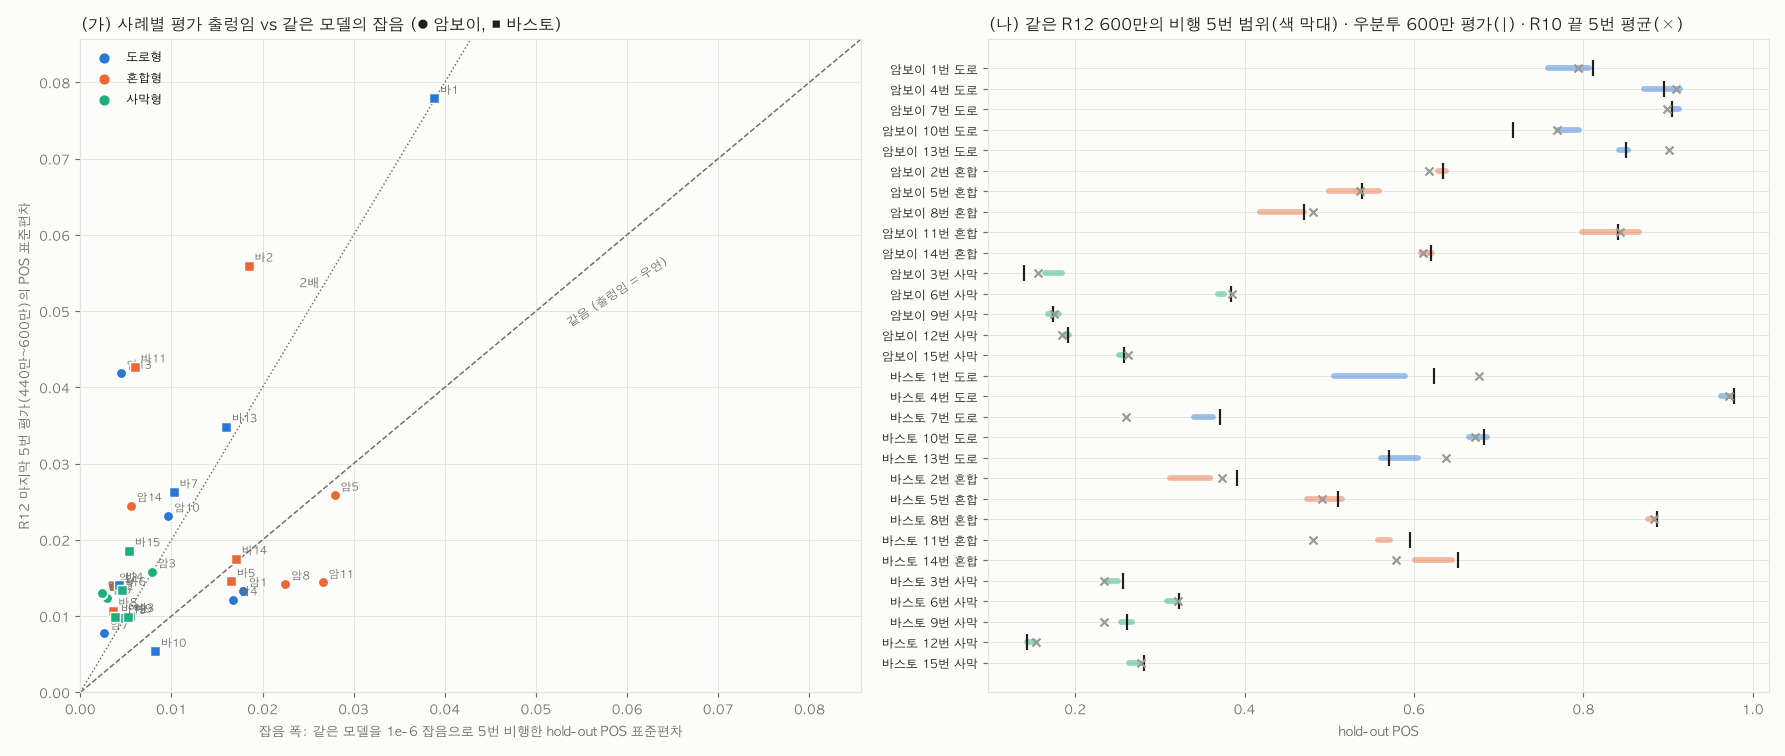 (가) 사례별 평가 출렁임 vs 같은 모델의 잡음 (● 암보이, ■ 바스토)
도로형
혼합형
사막형
0.08
0.07
0.06
0.05
0.04
0.03
0.02
0.01
0.00
R12 마지막 5번 평가(440만~600만)의 POS 표준편차
바1
바2
2배
같음 (출렁임 = 우연)
바11
바13
암5
바7
암14
암10
바15
바14
암3
바5
암1
암8
암11
바10
0.00 0.01 0.02 0.03 0.04 0.05 0.06 0.07 0.08
잡음 폭: 같은 모델을 1e-6 잡음으로 5번 비행한 hold-out POS 표준편차
(나) 같은 R12 600만의 비행 5번 범위(색 막대) · 우분투 600만 평가(|) · R10 끝 5번 평균(×)
암보이 1번 도로
암보이 4번 도로
암보이 7번 도로
암보이 10번 도로
암보이 13번 도로
암보이 2번 혼합
암보이 5번 혼합
암보이 8번 혼합
암보이 11번 혼합
암보이 14번 혼합
암보이 3번 사막
암보이 6번 사막
암보이 9번 사막
암보이 12번 사막
암보이 15번 사막
바스토 1번 도로
바스토 4번 도로
바스토 7번 도로
바스토 10번 도로
바스토 13번 도로
바스토 2번 혼합
바스토 5번 혼합
바스토 8번 혼합
바스토 11번 혼합
바스토 14번 혼합
바스토 3번 사막
바스토 6번 사막
바스토 9번 사막
바스토 12번 사막
바스토 15번 사막
0.2 0.4 0.6 0.8 1.0
hold-out POS